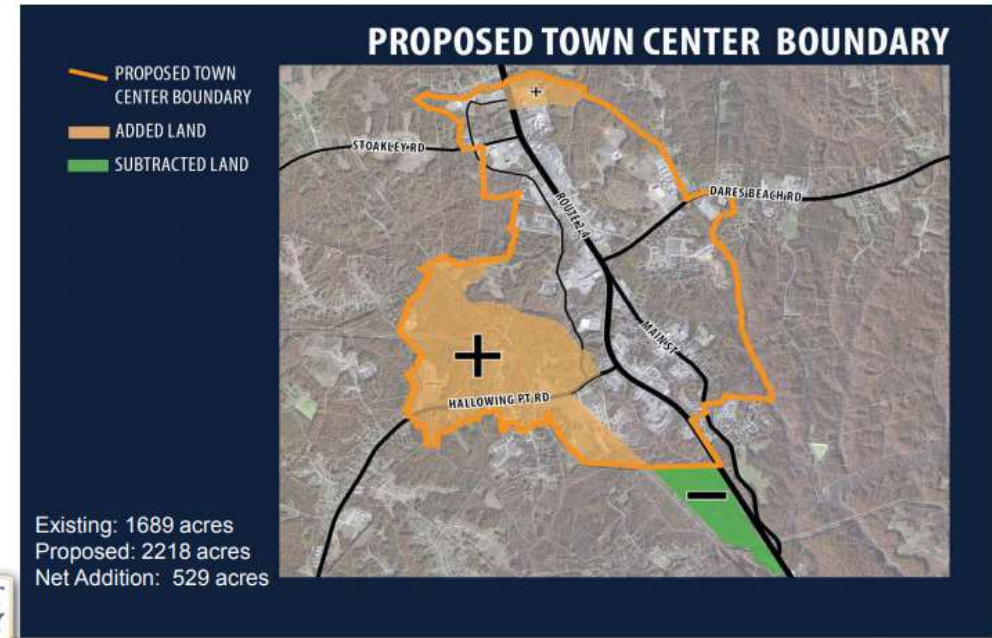 PROPOSED TOWN CENTER BOUNDARY
PROPOSED TOWN
CENTER BOUNDARY
ADDED LAND
SUBTRACTED LAND
+
STOAKLEY RD
DARES BEACH RD
ROUTE 2.4
MAIN ST
+
HALLOWING PT RD
−
Existing: 1689 acres
Proposed: 2218 acres
Net Addition: 529 acres